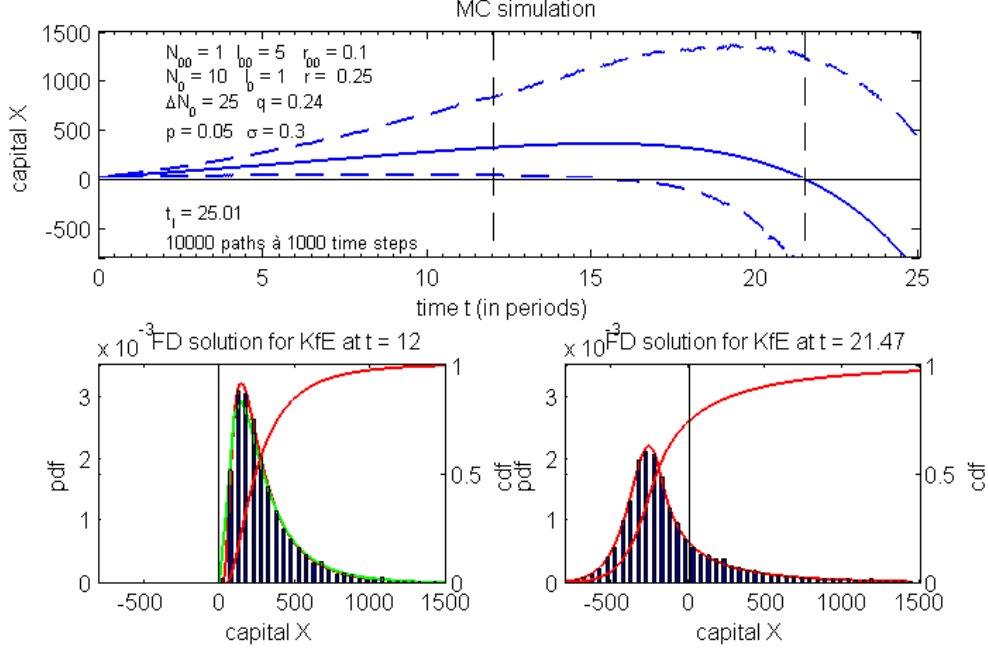 MC simulation
1500
1000
500
0
-500
capital X
N00 = 1 I00 = 5 r00 = 0.1
N0 = 10 I0 = 1 r = 0.25
ΔN0 = 25 q = 0.24
p = 0.05 σ = 0.3
tI = 25.01
10000 paths à 1000 time steps
0 5 10 15 20 25
time t (in periods)
x 10^-3 FD solution for KfE at t = 12
3
2
1
0
pdf
1
0.5
0
cdf
-500 0 500 1000 1500
capital X
x 10^-3 FD solution for KfE at t = 21.47
3
2
1
0
pdf
1
0.5
0
cdf
-500 0 500 1000 1500
capital X